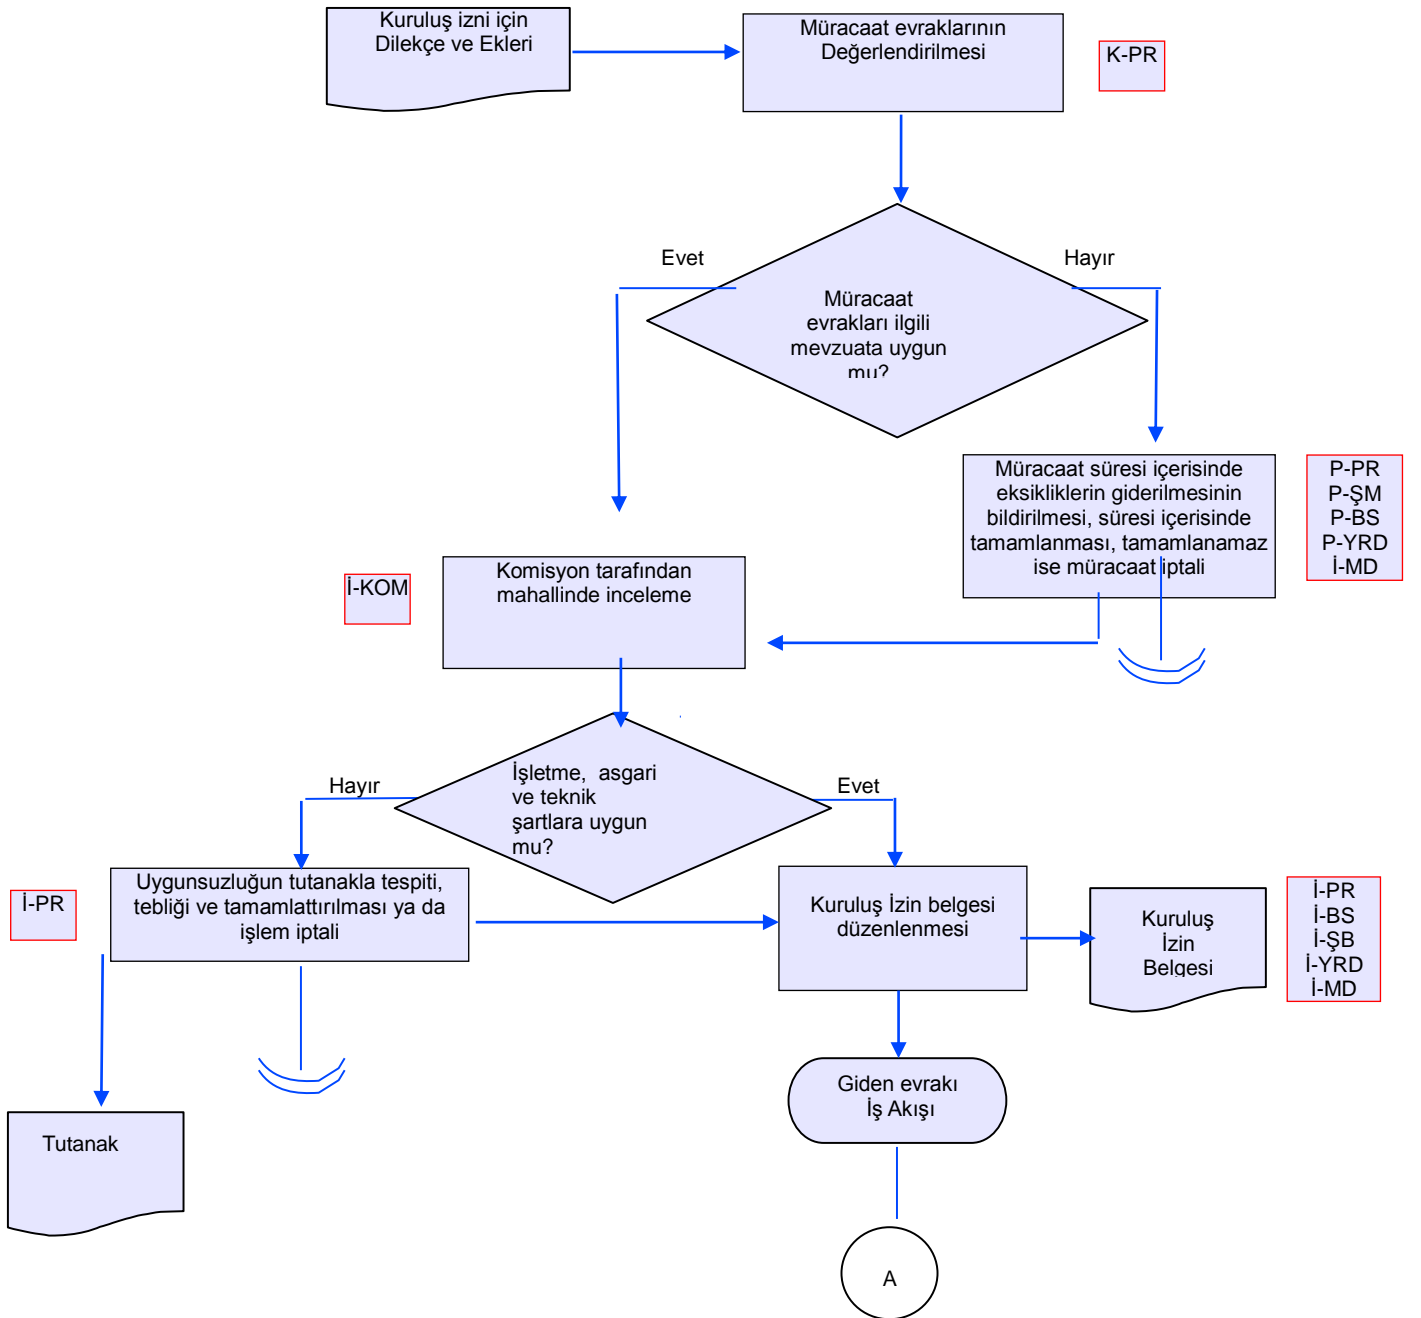 Kuruluş izni için
Dilekçe ve Ekleri
Müracaat evraklarının
Değerlendirilmesi
K-PR
Evet
Hayır
Müracaat
evrakları ilgili
mevzuata uygun
mu?
Müracaat süresi içerisinde
eksikliklerin giderilmesinin
bildirilmesi, süresi içerisinde
tamamlanması, tamamlanamaz
ise müracaat iptali
P-PR
P-ŞM
P-BS
P-YRD
İ-MD
İ-KOM
Komisyon tarafından
mahallinde inceleme
Hayır
İşletme, asgari
ve teknik
şartlara uygun
mu?
Evet
İ-PR
Uygunsuzluğun tutanakla tespiti,
tebliği ve tamamlattırılması ya da
işlem iptali
Kuruluş İzin belgesi
düzenlenmesi
Kuruluş
İzin
Belgesi
İ-PR
İ-BS
İ-ŞB
İ-YRD
İ-MD
Giden evrakı
İş Akışı
Tutanak
A